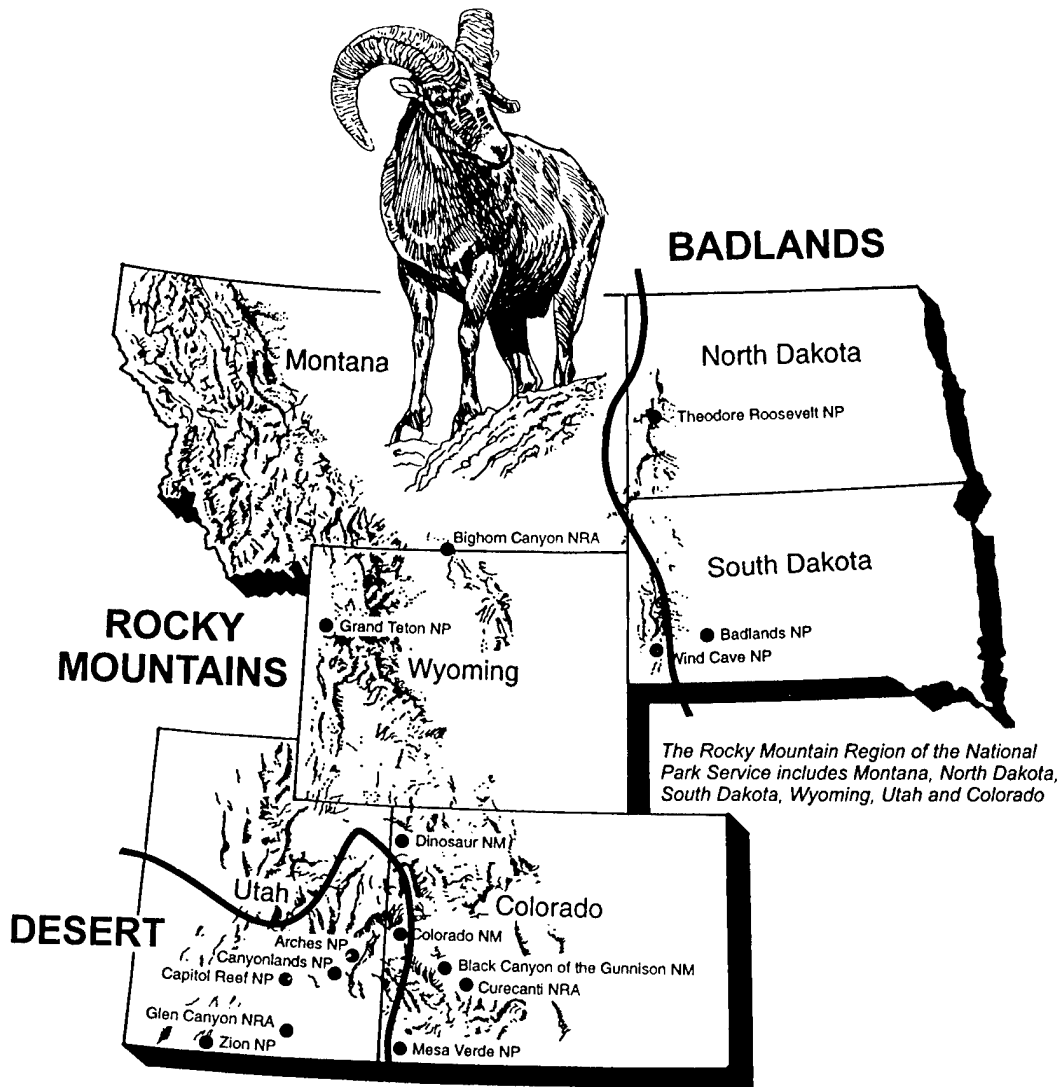 BADLANDS
Montana
North Dakota
Theodore Roosevelt NP
Bighorn Canyon NRA
South Dakota
ROCKY
MOUNTAINS
Grand Teton NP
Badlands NP
Wind Cave NP
Wyoming
The Rocky Mountain Region of the National
Park Service includes Montana, North Dakota,
South Dakota, Wyoming, Utah and Colorado
Dinosaur NM
Utah
Colorado
DESERT
Colorado NM
Arches NP
Canyonlands NP
Capitol Reef NP
Black Canyon of the Gunnison NM
Curecanti NRA
Glen Canyon NRA
Zion NP
Mesa Verde NP